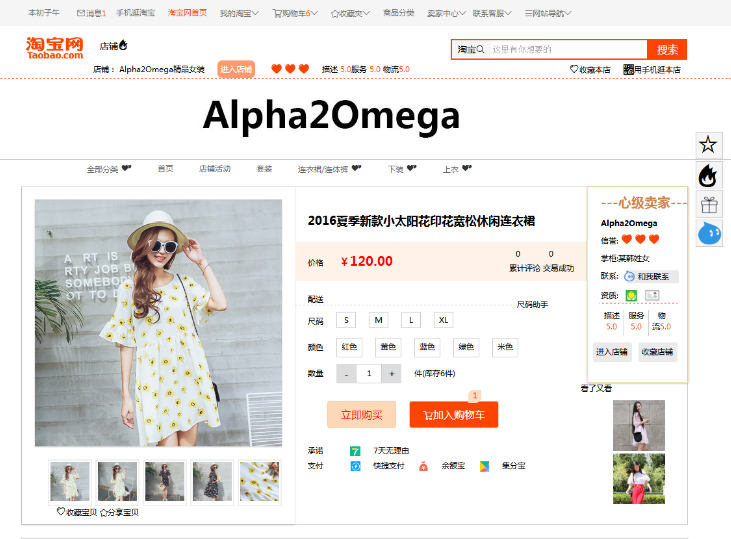 本初子午 消息1 手机逛淘宝 淘宝网首页 我的淘宝 购物车6 收藏夹 商品分类 卖家中心 联系客服 三网站导航
淘宝网
Taobao.com
店铺
淘宝 这里有你想要的 搜索
店铺： Alpha2Omega精品女装 进入店铺 描述 5.0服务 5.0 物流5.0
收藏本店 用手机逛本店
Alpha2Omega
全部分类 首页 店铺活动 套装 连衣裙/连体裤 下装 上衣
---心级卖家---
Alpha2Omega
信誉:
掌柜:某韩姓女
联系: 和我联系
资质:
描述 服务 物
5.0 5.0 流5.0
进入店铺 收藏店铺
2016夏季新款小太阳花印花宽松休闲连衣裙
价格 ¥ 120.00
0 0
累计评论 交易成功
配送
尺码助手
尺码 S M L XL
颜色 红色 黄色 蓝色 绿色 米色
数量 - 1 + 件(库存6件)
1
立即购买 加入购物车
承诺 7 7天无理由
支付 快捷支付 余额宝 集分宝
看了又看
A RT IS
RTY JOB
SOMEBO
OT TO D
收藏宝贝 分享宝贝